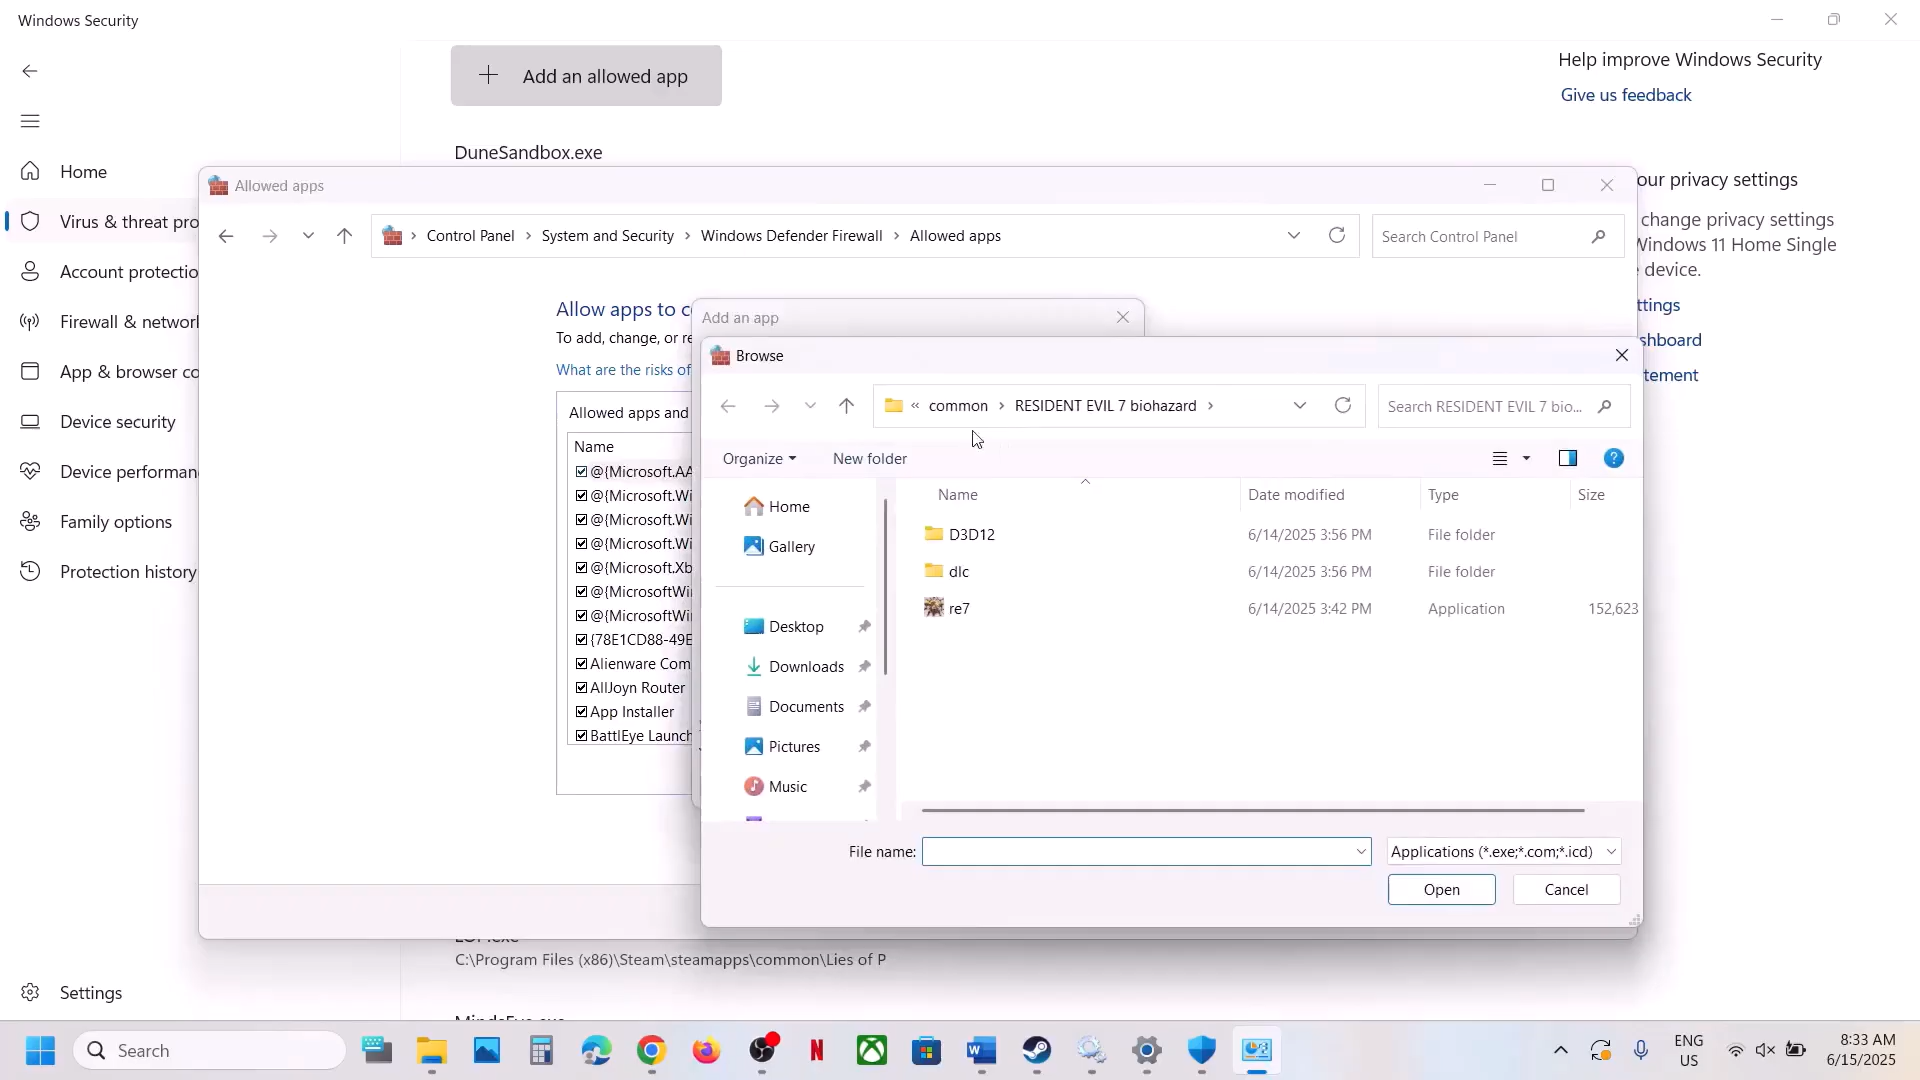 Windows Security
Add an allowed app
Help improve Windows Security
Give us feedback
DuneSandbox.exe
Home
Virus & threat pro
Account protectio
Firewall & networ
App & browser co
Device security
Device performan
Family options
Protection history
Settings
our privacy settings
change privacy settings
Windows 11 Home Single
device.
ttings
shboard
tement
Allowed apps
Control Panel › System and Security › Windows Defender Firewall › Allowed apps
Search Control Panel
Allow apps to c
To add, change, or re
What are the risks of
Allowed apps and
Name
@{Microsoft.AA
@{Microsoft.Wi
@{Microsoft.Wi
@{Microsoft.Wi
@{Microsoft.Xb
@{MicrosoftWi
@{MicrosoftWi
{78E1CD88-49E
Alienware Com
AllJoyn Router
App Installer
BattlEye Launch
Add an app
Browse
« common › RESIDENT EVIL 7 biohazard ›
Search RESIDENT EVIL 7 bio...
Organize
New folder
Home
Gallery
Desktop
Downloads
Documents
Pictures
Music
Name Date modified Type Size
D3D12 6/14/2025 3:56 PM File folder
dlc 6/14/2025 3:56 PM File folder
re7 6/14/2025 3:42 PM Application 152,623
File name:
Applications (*.exe;*.com;*.icd)
Open
Cancel
C:\Program Files (x86)\Steam\steamapps\common\Lies of P
Search
ENG
US
8:33 AM
6/15/2025